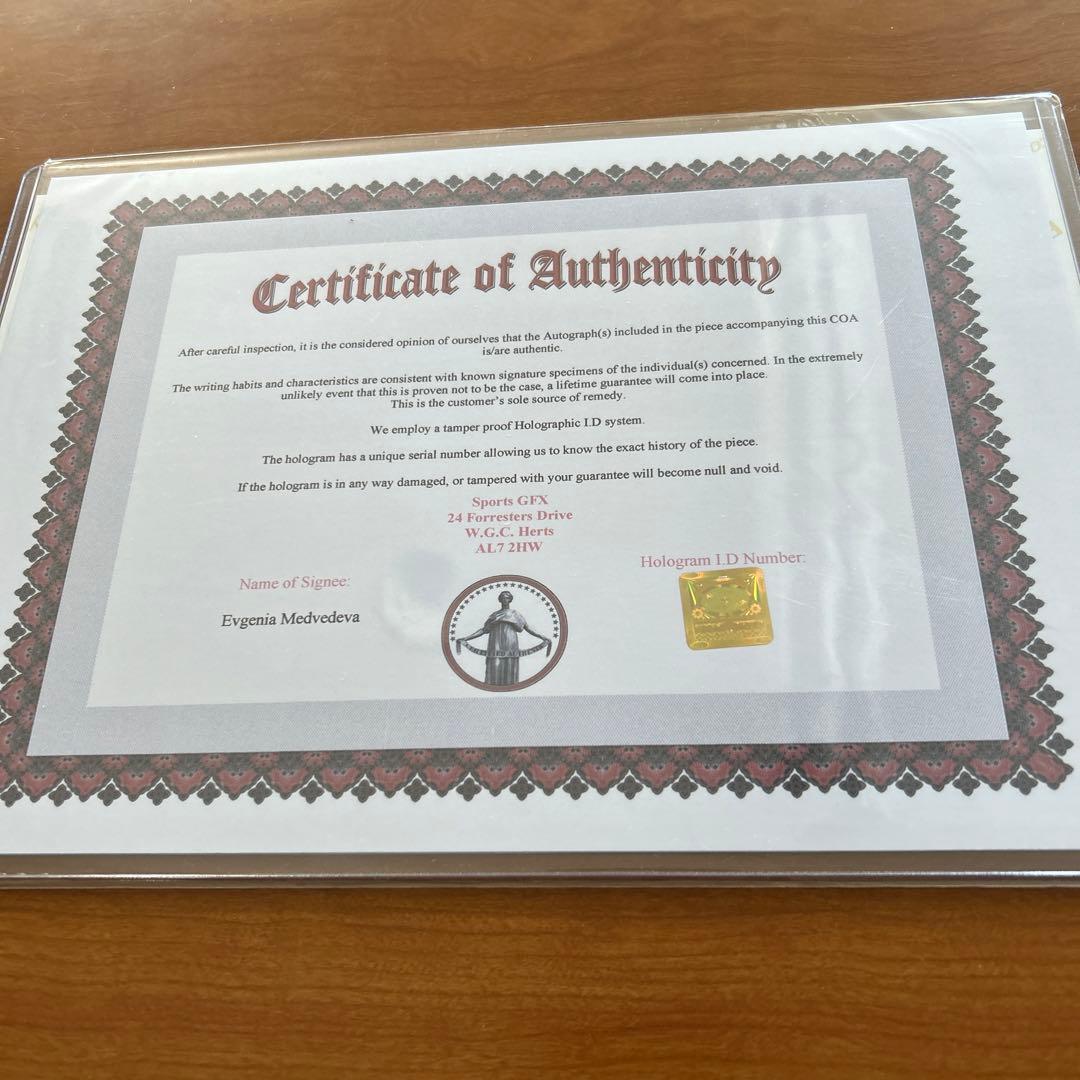 Certificate of Authenticity
After careful inspection, it is the considered opinion of ourselves that the Autograph(s) included in the piece accompanying this COA
is/are authentic.
The writing habits and characteristics are consistent with known signature specimens of the individual(s) concerned. In the extremely
unlikely event that this is proven not to be the case, a lifetime guarantee will come into place.
This is the customer's sole source of remedy.
We employ a tamper proof Holographic I.D system.
The hologram has a unique serial number allowing us to know the exact history of the piece.
If the hologram is in any way damaged, or tampered with your guarantee will become null and void.
Sports GFX
24 Forresters Drive
W.G.C. Herts
AL7 2HW
Name of Signee:
Evgenia Medvedeva
Hologram I.D Number: